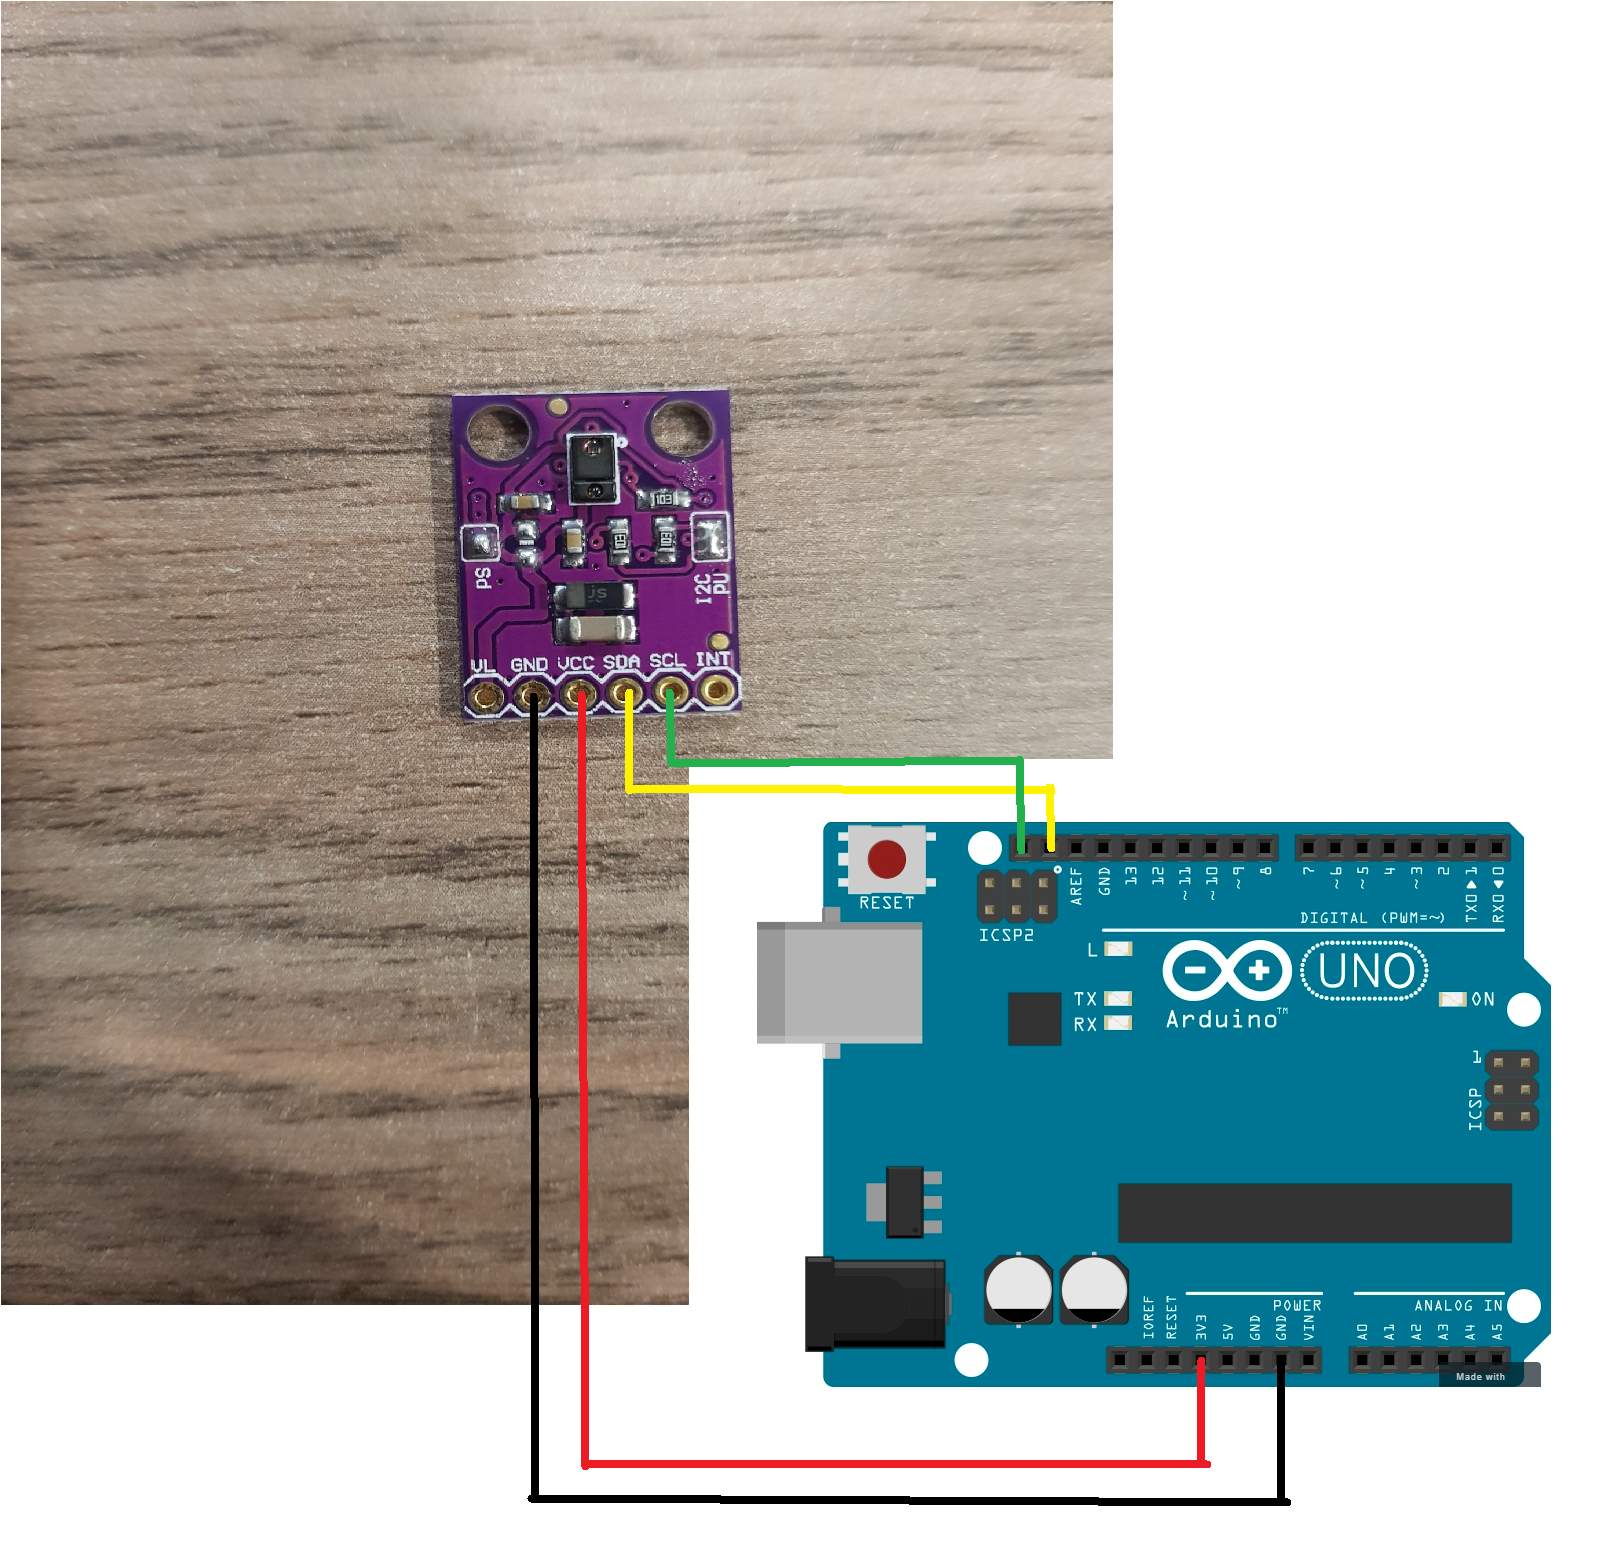 103
103
103
PS
I2C
PU
JS
VL GND VCC SDA SCL INT
RESET
ICSP2
AREF
GND
13
12
~11
~10
~9
8
7
~6
~5
4
~3
2
TX0▶1
RX0◀0
DIGITAL (PWM=~)
L
TX
RX
UNO
Arduino™
ON
1
ICSP
POWER
ANALOG IN
IOREF
RESET
3V3
5V
GND
GND
VIN
A0
A1
A2
A3
A4
A5
Made with